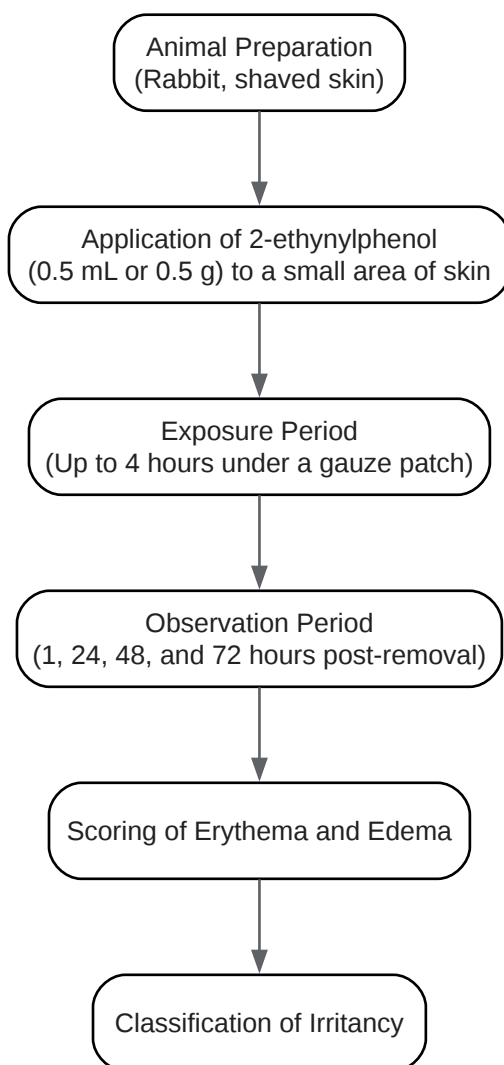 Animal Preparation
(Rabbit, shaved skin)
Application of 2-ethynylphenol
(0.5 mL or 0.5 g) to a small area of skin
Exposure Period
(Up to 4 hours under a gauze patch)
Observation Period
(1, 24, 48, and 72 hours post-removal)
Scoring of Erythema and Edema
Classification of Irritancy